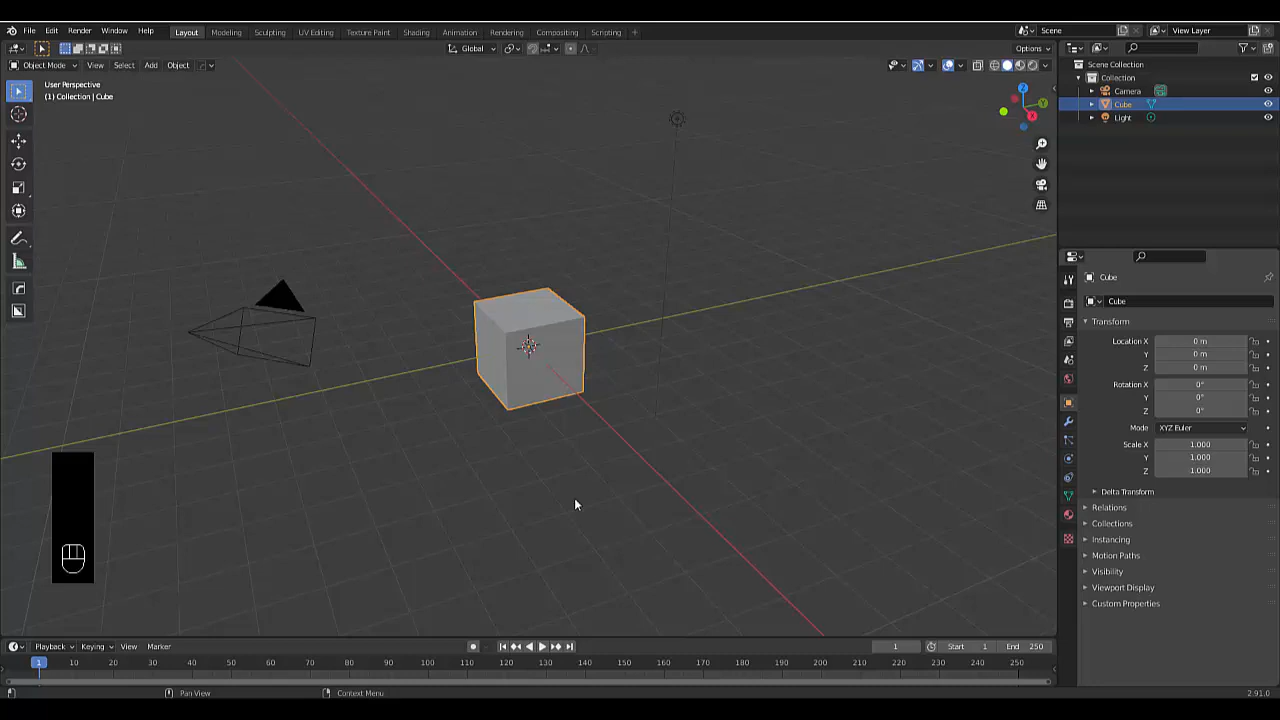 File Edit Render Window Help Layout Modeling Sculpting UV Editing Texture Paint Shading Animation Rendering Compositing Scripting Scene View Layer
Global Options
Object Mode View Select Add Object
User Perspective
(1) Collection | Cube
Z
Y
X
Scene Collection
Collection
Camera
Cube
Light
Cube
Cube
Transform
Location X 0 m
Y 0 m
Z 0 m
Rotation X 0°
Y 0°
Z 0°
Mode XYZ Euler
Scale X 1.000
Y 1.000
Z 1.000
Delta Transform
Relations
Collections
Instancing
Motion Paths
Visibility
Viewport Display
Custom Properties
Playback Keying View Marker 1 Start 1 End 250
1 10 20 30 40 50 60 70 80 90 100 110 120 130 140 150 160 170 180 190 200 210 220 230 240 250
Pan View Context Menu 2.91.0